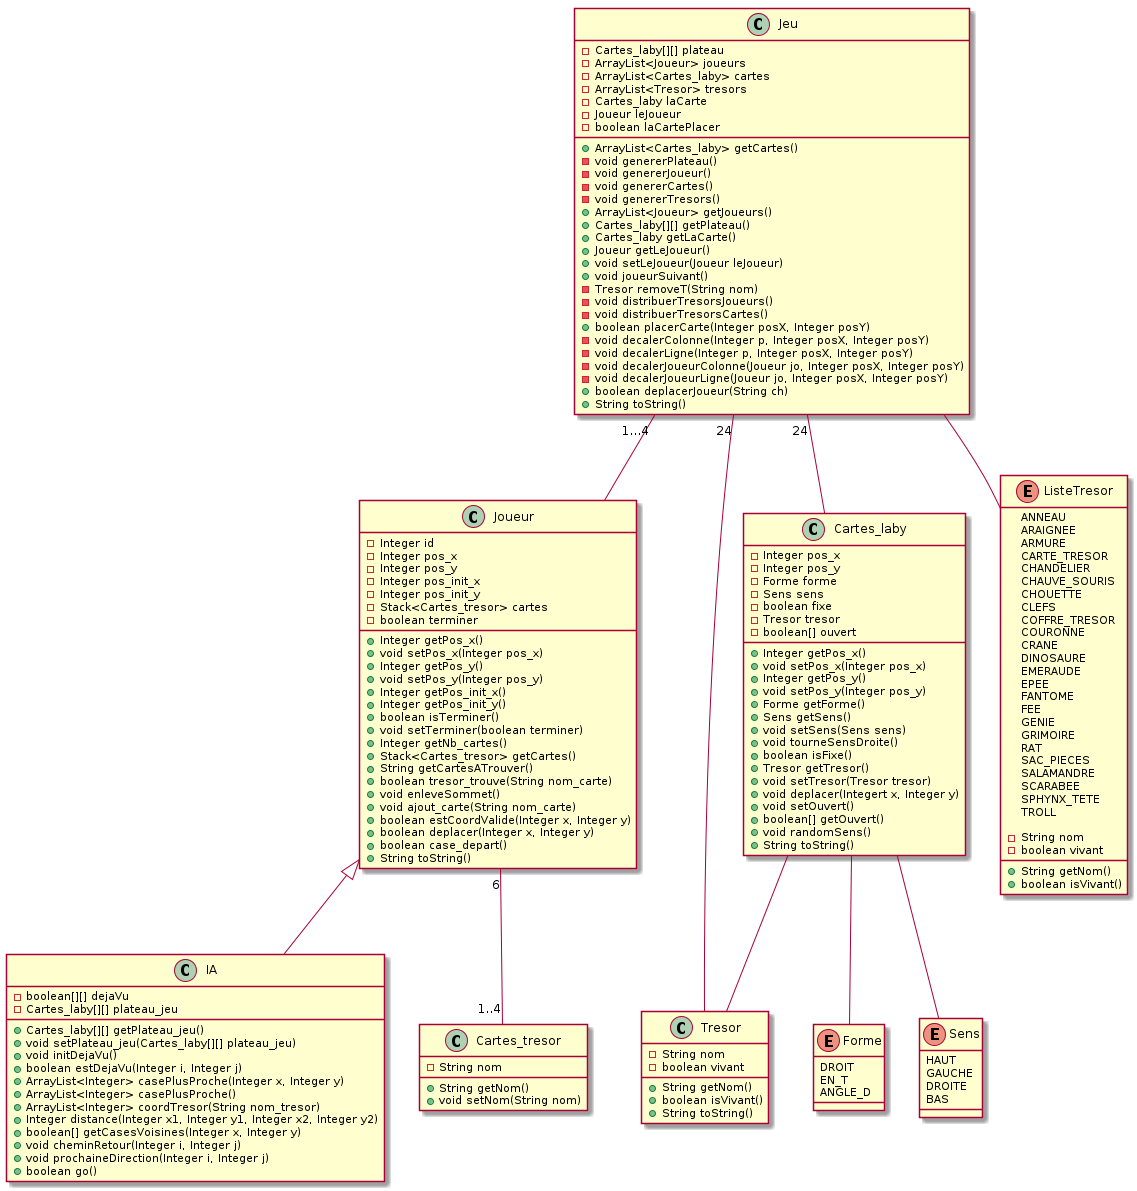 C Jeu
Cartes_laby[][] plateau
ArrayList<Joueur> joueurs
ArrayList<Cartes_laby> cartes
ArrayList<Tresor> tresors
Cartes_laby laCarte
Joueur leJoueur
boolean laCartePlacer
ArrayList<Cartes_laby> getCartes()
void genererPlateau()
void genererJoueur()
void genererCartes()
void genererTresors()
ArrayList<Joueur> getJoueurs()
Cartes_laby[][] getPlateau()
Cartes_laby getLaCarte()
Joueur getLeJoueur()
void setLeJoueur(Joueur leJoueur)
void joueurSuivant()
Tresor removeT(String nom)
void distribuerTresorsJoueurs()
void distribuerTresorsCartes()
boolean placerCarte(Integer posX, Integer posY)
void decalerColonne(Integer p, Integer posX, Integer posY)
void decalerLigne(Integer p, Integer posX, Integer posY)
void decalerJoueurColonne(Joueur jo, Integer posX, Integer posY)
void decalerJoueurLigne(Joueur jo, Integer posX, Integer posY)
boolean deplacerJoueur(String ch)
String toString()
1...4
24
24
C Joueur
Integer id
Integer pos_x
Integer pos_y
Integer pos_init_x
Integer pos_init_y
Stack<Cartes_tresor> cartes
boolean terminer
Integer getPos_x()
void setPos_x(Integer pos_x)
Integer getPos_y()
void setPos_y(Integer pos_y)
Integer getPos_init_x()
Integer getPos_init_y()
boolean isTerminer()
void setTerminer(boolean terminer)
Integer getNb_cartes()
Stack<Cartes_tresor> getCartes()
String getCartesATrouver()
boolean tresor_trouve(String nom_carte)
void enleveSommet()
void ajout_carte(String nom_carte)
boolean estCoordValide(Integer x, Integer y)
boolean deplacer(Integer x, Integer y)
boolean case_depart()
String toString()
C Cartes_laby
Integer pos_x
Integer pos_y
Forme forme
Sens sens
boolean fixe
Tresor tresor
boolean[] ouvert
Integer getPos_x()
void setPos_x(Integer pos_x)
Integer getPos_y()
void setPos_y(Integer pos_y)
Forme getForme()
Sens getSens()
void setSens(Sens sens)
void tourneSensDroite()
boolean isFixe()
Tresor getTresor()
void setTresor(Tresor tresor)
void deplacer(Integert x, Integer y)
void setOuvert()
boolean[] getOuvert()
void randomSens()
String toString()
E ListeTresor
ANNEAU
ARAIGNEE
ARMURE
CARTE_TRESOR
CHANDELIER
CHAUVE_SOURIS
CHOUETTE
CLEFS
COFFRE_TRESOR
COURONNE
CRANE
DINOSAURE
EMERAUDE
EPEE
FANTOME
FEE
GENIE
GRIMOIRE
RAT
SAC_PIECES
SALAMANDRE
SCARABEE
SPHYNX_TETE
TROLL
String nom
boolean vivant
String getNom()
boolean isVivant()
6
1..4
C IA
boolean[][] dejaVu
Cartes_laby[][] plateau_jeu
Cartes_laby[][] getPlateau_jeu()
void setPlateau_jeu(Cartes_laby[][] plateau_jeu)
void initDejaVu()
boolean estDejaVu(Integer i, Integer j)
ArrayList<Integer> casePlusProche(Integer x, Integer y)
ArrayList<Integer> casePlusProche()
ArrayList<Integer> coordTresor(String nom_tresor)
Integer distance(Integer x1, Integer y1, Integer x2, Integer y2)
boolean[] getCasesVoisines(Integer x, Integer y)
void cheminRetour(Integer i, Integer j)
void prochaineDirection(Integer i, Integer j)
boolean go()
C Cartes_tresor
String nom
String getNom()
void setNom(String nom)
C Tresor
String nom
boolean vivant
String getNom()
boolean isVivant()
String toString()
E Forme
DROIT
EN_T
ANGLE_D
E Sens
HAUT
GAUCHE
DROITE
BAS